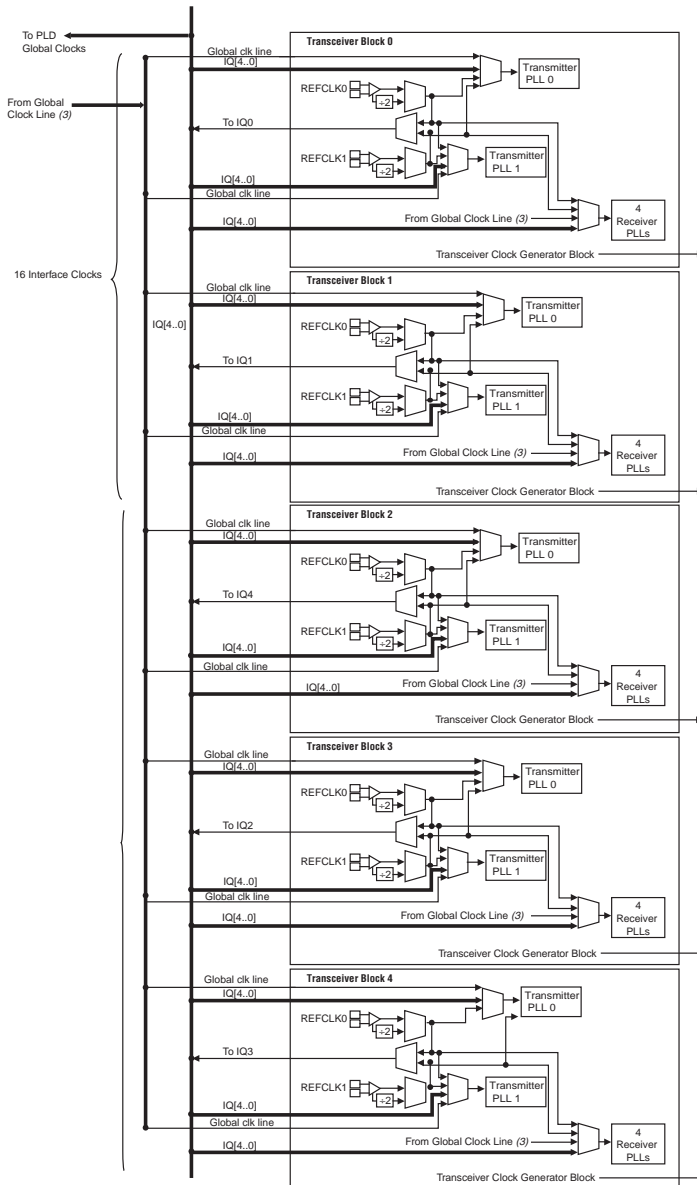 To PLD
Global Clocks
From Global
Clock Line (3)
16 Interface Clocks
IQ[4..0]
Transceiver Block 0
Global clk line
IQ[4..0]
REFCLK0
÷2
Transmitter
PLL 0
To IQ0
REFCLK1
÷2
Transmitter
PLL 1
IQ[4..0]
Global clk line
IQ[4..0]
From Global Clock Line (3)
4
Receiver
PLLs
Transceiver Clock Generator Block
Transceiver Block 1
Global clk line
IQ[4..0]
REFCLK0
÷2
Transmitter
PLL 0
To IQ1
REFCLK1
÷2
Transmitter
PLL 1
IQ[4..0]
Global clk line
IQ[4..0]
From Global Clock Line (3)
4
Receiver
PLLs
Transceiver Clock Generator Block
Transceiver Block 2
Global clk line
IQ[4..0]
REFCLK0
÷2
Transmitter
PLL 0
To IQ4
REFCLK1
÷2
Transmitter
PLL 1
IQ[4..0]
Global clk line
IQ[4..0]
From Global Clock Line (3)
4
Receiver
PLLs
Transceiver Clock Generator Block
Transceiver Block 3
Global clk line
IQ[4..0]
REFCLK0
÷2
Transmitter
PLL 0
To IQ2
REFCLK1
÷2
Transmitter
PLL 1
IQ[4..0]
Global clk line
IQ[4..0]
From Global Clock Line (3)
4
Receiver
PLLs
Transceiver Clock Generator Block
Transceiver Block 4
Global clk line
IQ[4..0]
REFCLK0
÷2
Transmitter
PLL 0
To IQ3
REFCLK1
÷2
Transmitter
PLL 1
IQ[4..0]
Global clk line
IQ[4..0]
From Global Clock Line (3)
4
Receiver
PLLs
Transceiver Clock Generator Block